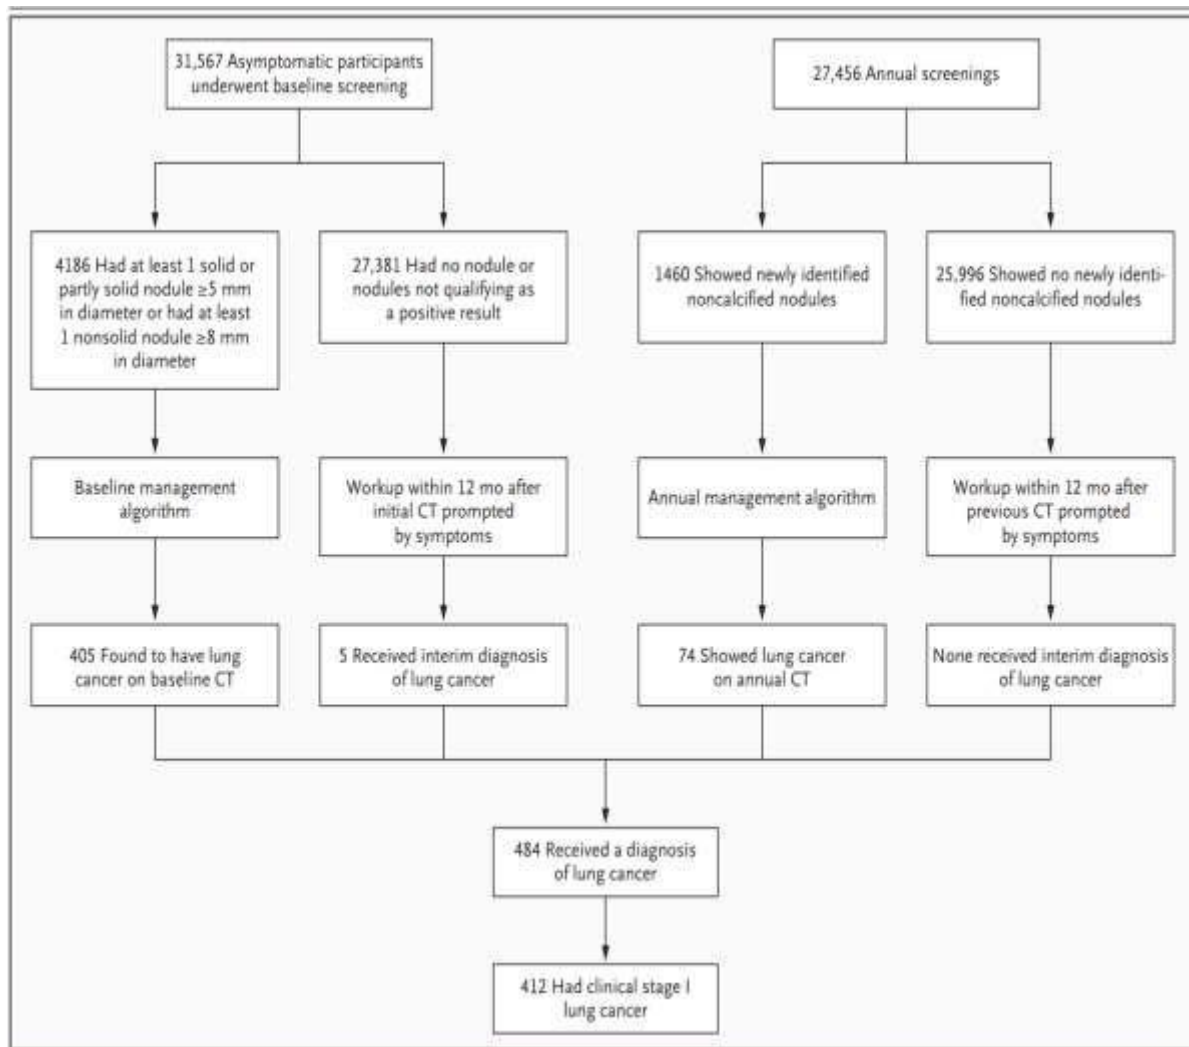 31,567 Asymptomatic participants
underwent baseline screening
27,456 Annual screenings
4186 Had at least 1 solid or
partly solid nodule ≥5 mm
in diameter or had at least
1 nonsolid nodule ≥8 mm
in diameter
27,381 Had no nodule or
nodules not qualifying as
a positive result
1460 Showed newly identified
noncalcified nodules
25,996 Showed no newly identi-
fied noncalcified nodules
Baseline management
algorithm
Workup within 12 mo after
initial CT prompted
by symptoms
Annual management algorithm
Workup within 12 mo after
previous CT prompted
by symptoms
405 Found to have lung
cancer on baseline CT
5 Received interim diagnosis
of lung cancer
74 Showed lung cancer
on annual CT
None received interim diagnosis
of lung cancer
484 Received a diagnosis
of lung cancer
412 Had clinical stage I
lung cancer